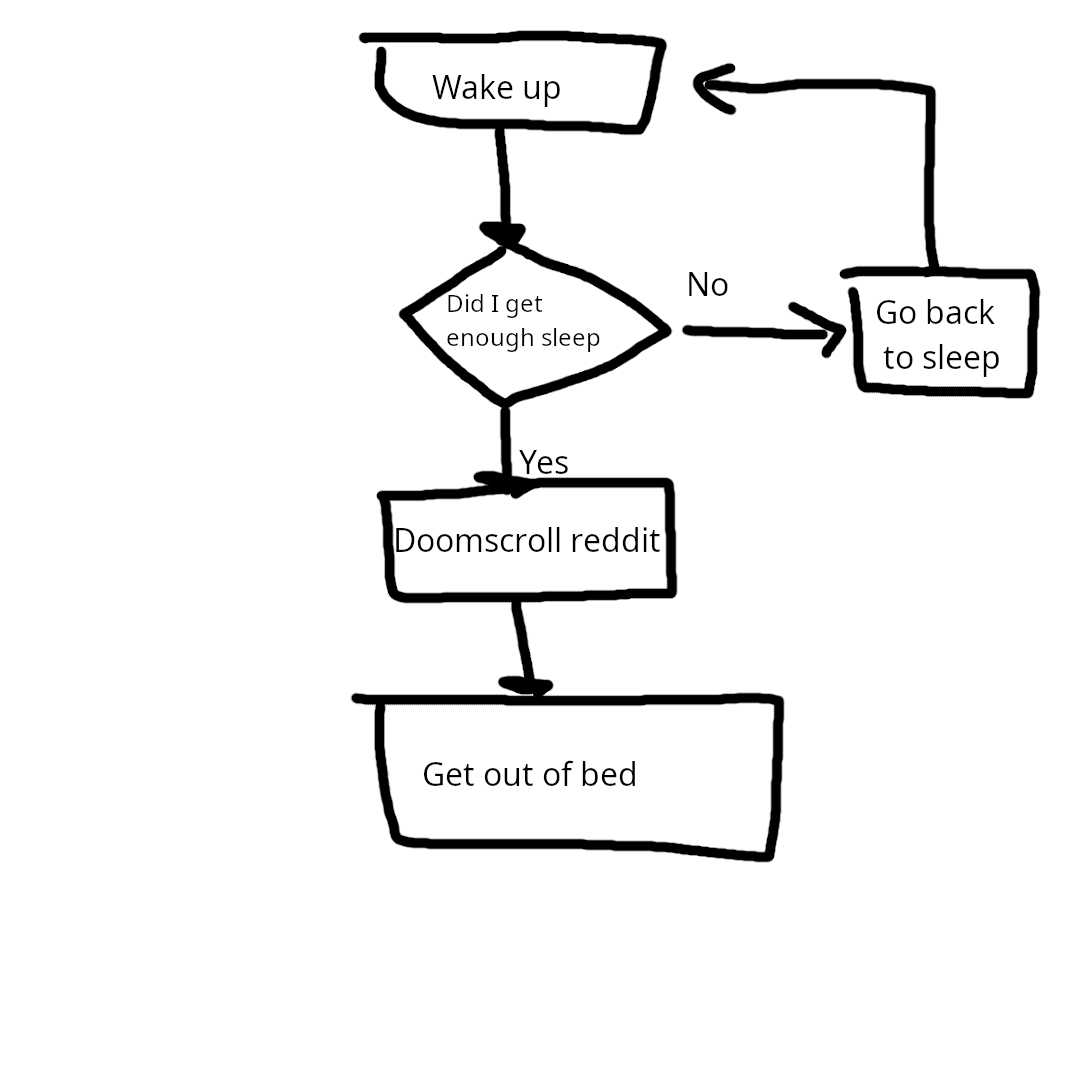 Wake up
Did I get
enough sleep
No
Go back
to sleep
Yes
Doomscroll reddit
Get out of bed